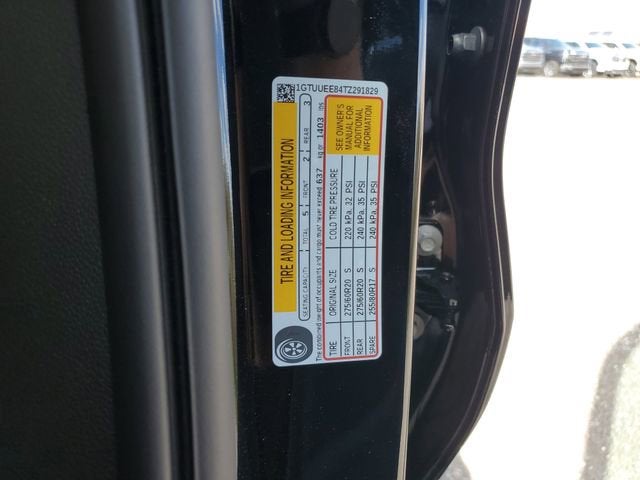 1GTUUEE84TZ291829
TIRE AND LOADING INFORMATION
SEATING CAPACITY TOTAL 5 FRONT 2 REAR 3
The combined weight of occupants and cargo must never exceed 637 kg or 1403 lbs
TIRE ORIGINAL SIZE COLD TIRE PRESSURE
FRONT 275/60R20 S 220 kPa, 32 PSI
REAR 275/60R20 S 240 kPa, 35 PSI
SPARE 255/80R17 S 240 kPa, 35 PSI
SEE OWNER'S
MANUAL FOR
ADDITIONAL
INFORMATION